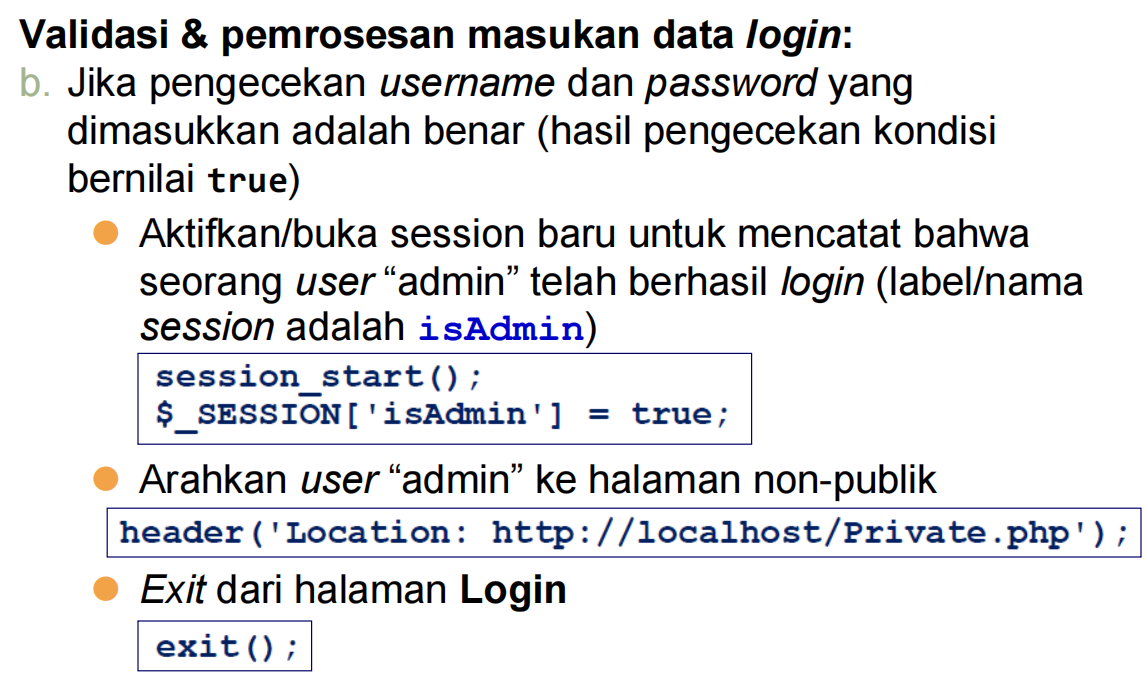 Validasi & pemrosesan masukan data login:
b. Jika pengecekan username dan password yang
dimasukkan adalah benar (hasil pengecekan kondisi
bernilai true)
Aktifkan/buka session baru untuk mencatat bahwa
seorang user “admin” telah berhasil login (label/nama
session adalah isAdmin)
session_start();
$_SESSION['isAdmin'] = true;
Arahkan user “admin” ke halaman non-publik
header('Location: http://localhost/Private.php');
Exit dari halaman Login
exit();